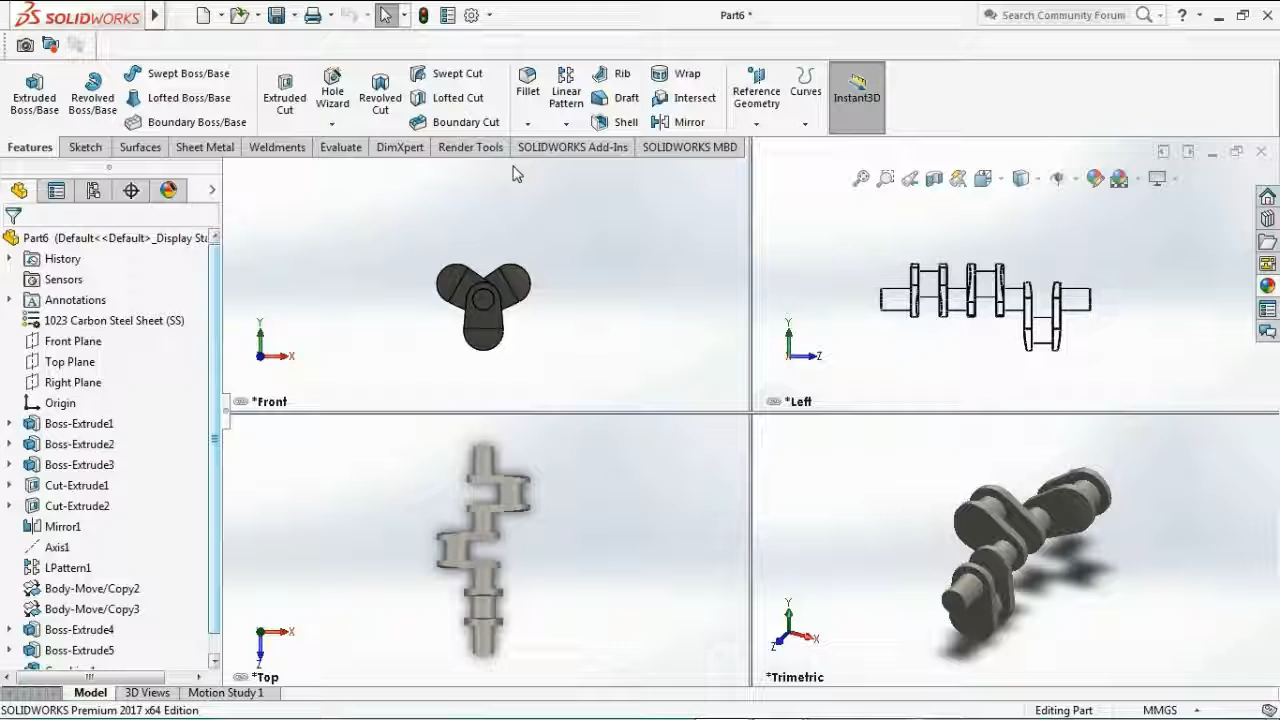 SOLIDWORKS
Part6 *
Search Community Forum
?
Extruded Boss/Base
Revolved Boss/Base
Swept Boss/Base
Lofted Boss/Base
Boundary Boss/Base
Extruded Cut
Hole Wizard
Revolved Cut
Swept Cut
Lofted Cut
Boundary Cut
Fillet
Linear Pattern
Rib
Draft
Shell
Wrap
Intersect
Mirror
Reference Geometry
Curves
Instant3D
Features
Sketch
Surfaces
Sheet Metal
Weldments
Evaluate
DimXpert
Render Tools
SOLIDWORKS Add-Ins
SOLIDWORKS MBD
Part6 (Default<<Default>_Display Sta
History
Sensors
Annotations
1023 Carbon Steel Sheet (SS)
Front Plane
Top Plane
Right Plane
Origin
Boss-Extrude1
Boss-Extrude2
Boss-Extrude3
Cut-Extrude1
Cut-Extrude2
Mirror1
Axis1
LPattern1
Body-Move/Copy2
Body-Move/Copy3
Boss-Extrude4
Boss-Extrude5
Y
X
*Front
Y
Z
*Left
X
Z
*Top
Y
X
Z
*Trimetric
Model
3D Views
Motion Study 1
SOLIDWORKS Premium 2017 x64 Edition
Editing Part
MMGS